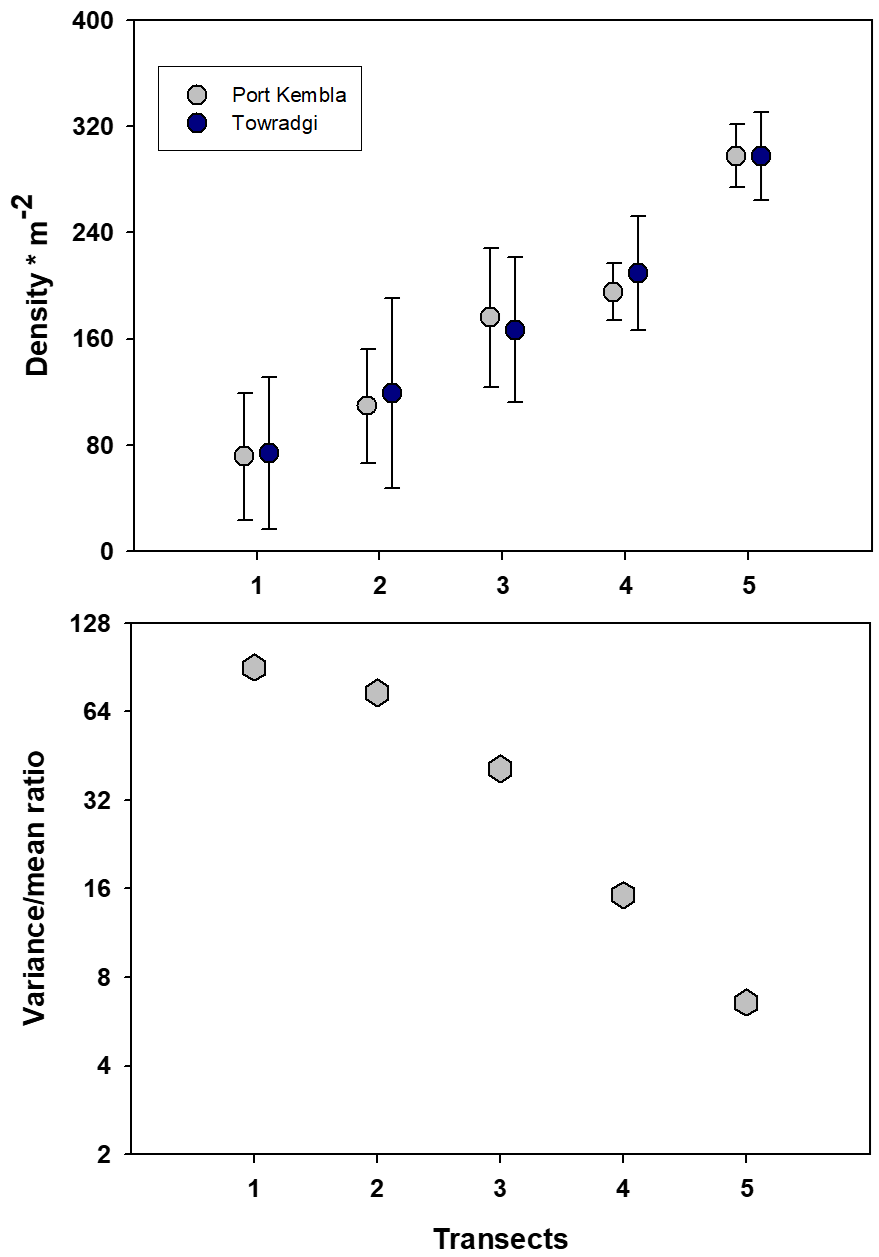 400
Port Kembla
Towradgi
320
240
160
80
0
Density * m-2
1 2 3 4 5
128
64
32
16
8
4
2
Variance/mean ratio
1 2 3 4 5
Transects